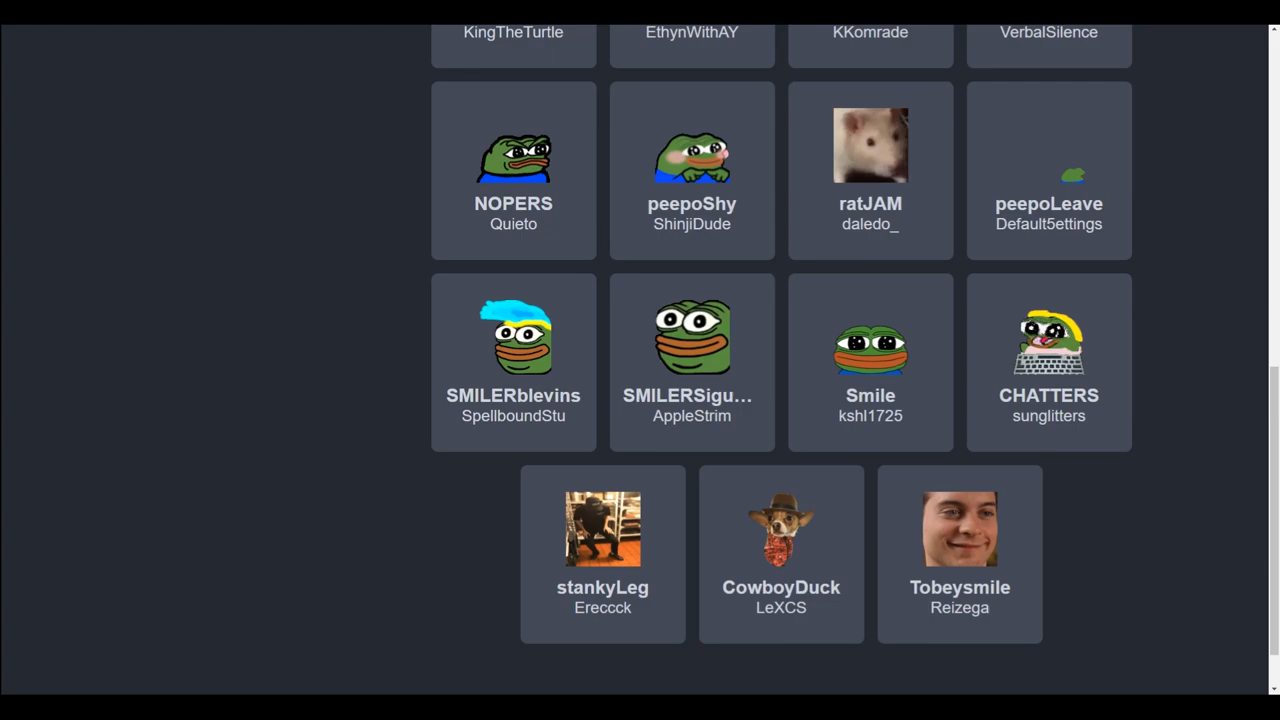 KingTheTurtle
EthynWithAY
KKomrade
VerbalSilence
NOPERS
Quieto
peepoShy
ShinjiDude
ratJAM
daledo_
peepoLeave
Default5ettings
SMILERblevins
SpellboundStu
SMILERSigu...
AppleStrim
Smile
kshl1725
CHATTERS
sunglitters
stankyLeg
Ereccck
CowboyDuck
LeXCS
Tobeysmile
Reizega